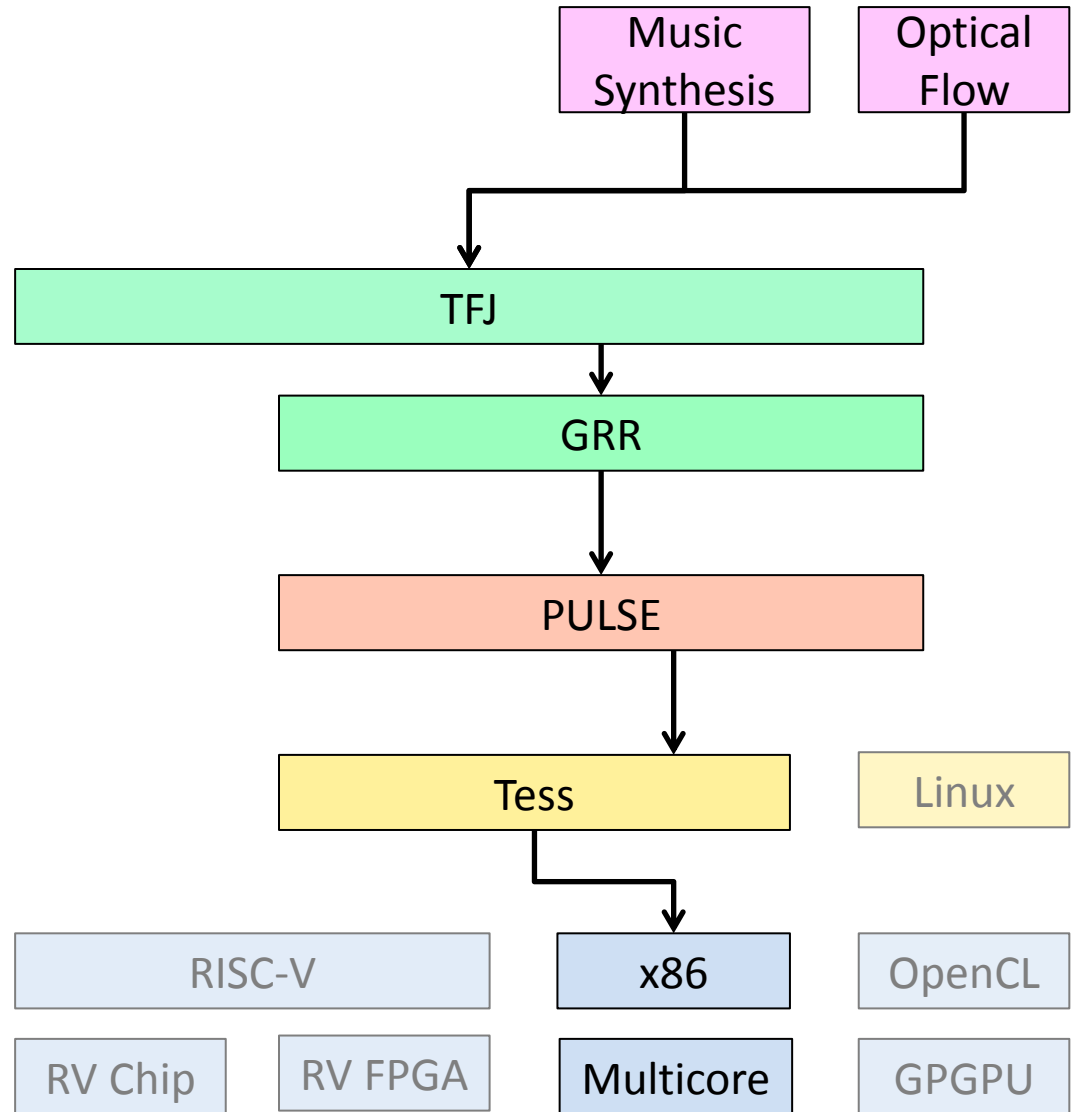 Music
Synthesis
Optical
Flow
TFJ
GRR
PULSE
Tess
Linux
RISC-V
x86
OpenCL
RV Chip
RV FPGA
Multicore
GPGPU